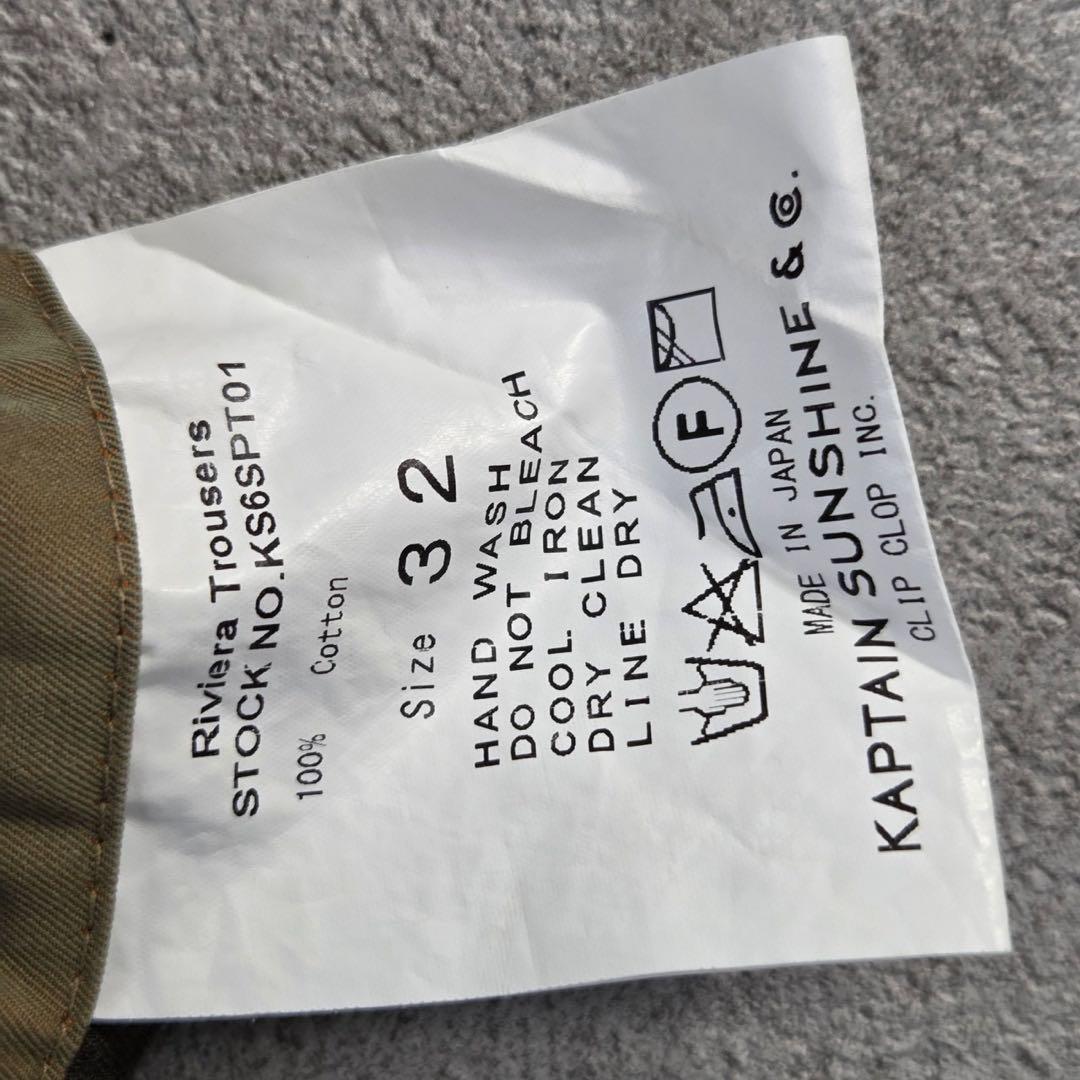 Riviera Trousers
STOCK NO.KS6SPT01
100% Cotton
Size 32
HAND WASH
DO NOT BLEACH
COOL IRON
DRY CLEAN
LINE DRY
F
MADE IN JAPAN
KAPTAIN SUNSHINE & Co.
CLIP CLOP INC.